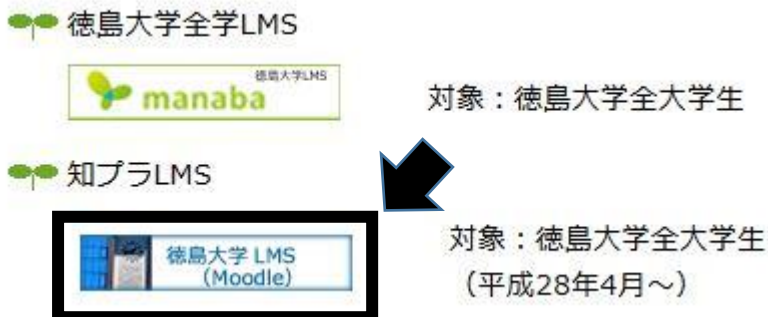 徳島大学全学LMS
徳島大学LMS
manaba
対象：徳島大学全大学生
知プラLMS
徳島大学 LMS
(Moodle)
対象：徳島大学全大学生
（平成28年4月～）